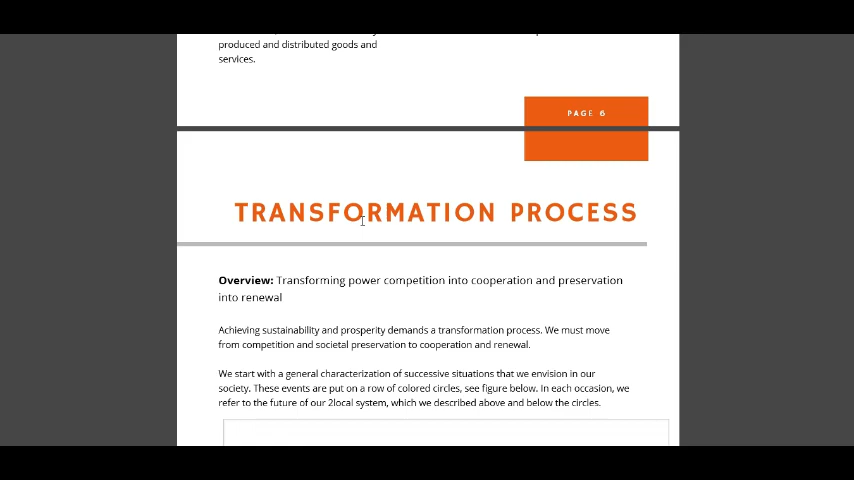 produced and distributed goods and
services.
PAGE 6
TRANSFORMATION PROCESS
Overview: Transforming power competition into cooperation and preservation
into renewal
Achieving sustainability and prosperity demands a transformation process. We must move
from competition and societal preservation to cooperation and renewal.
We start with a general characterization of successive situations that we envision in our
society. These events are put on a row of colored circles, see figure below. In each occasion, we
refer to the future of our 2local system, which we described above and below the circles.